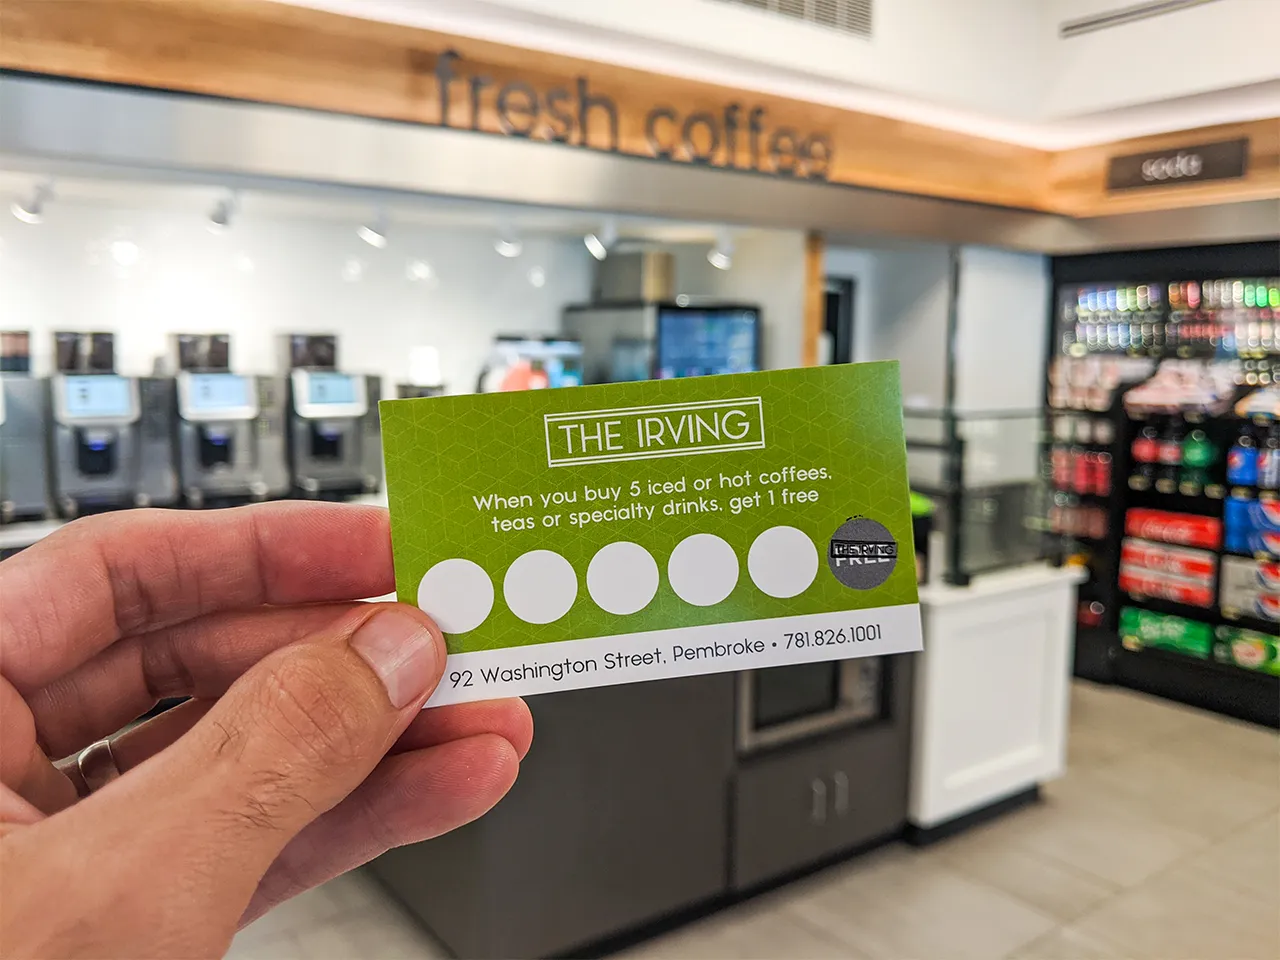 fresh coffee
soda
THE IRVING
When you buy 5 iced or hot coffees,
teas or specialty drinks, get 1 free
THE IRVING
FREE
92 Washington Street, Pembroke • 781.826.1001